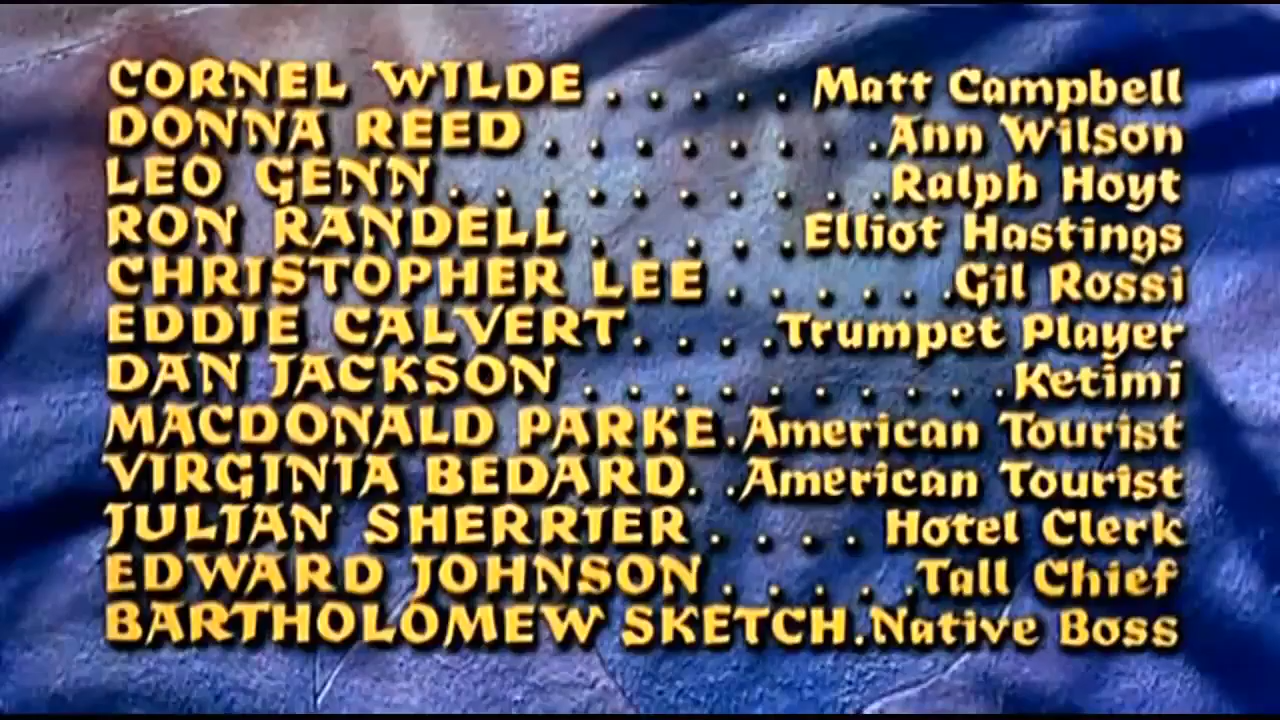 CORNEL WILDE . . . . . Matt Campbell
DONNA REED . . . . . . . .Ann Wilson
LEO GENN . . . . . . . . . .Ralph Hoyt
RON RANDELL . . . . .Elliot Hastings
CHRISTOPHER LEE . . . . . .Gil Rossi
EDDIE CALVERT. . . .Trumpet Player
DAN JACKSON . . . . . . . . . .Ketimi
MACDONALD PARKE.American Tourist
VIRGINIA BEDARD. .American Tourist
JULIAN SHERRIER . . . . Hotel Clerk
EDWARD JOHNSON . . . . .Tall Chief
BARTHOLOMEW SKETCH.Native Boss